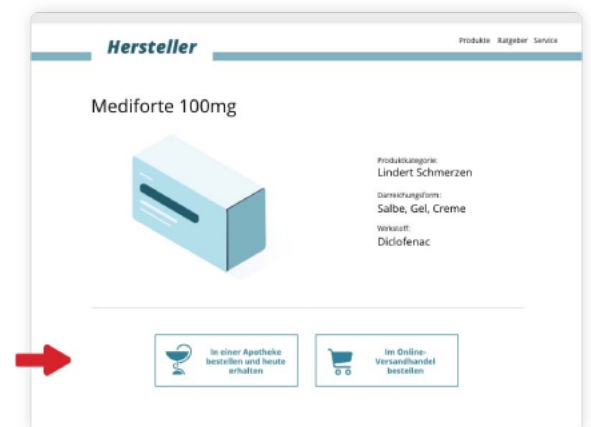 Hersteller
Produkte Ratgeber Service
Mediforte 100mg
Produktkategorie:
Lindert Schmerzen
Darreichungsform:
Salbe, Gel, Creme
Wirkstoff:
Diclofenac
In einer Apotheke
bestellen und heute
erhalten
Im Online-
Versandhandel
bestellen